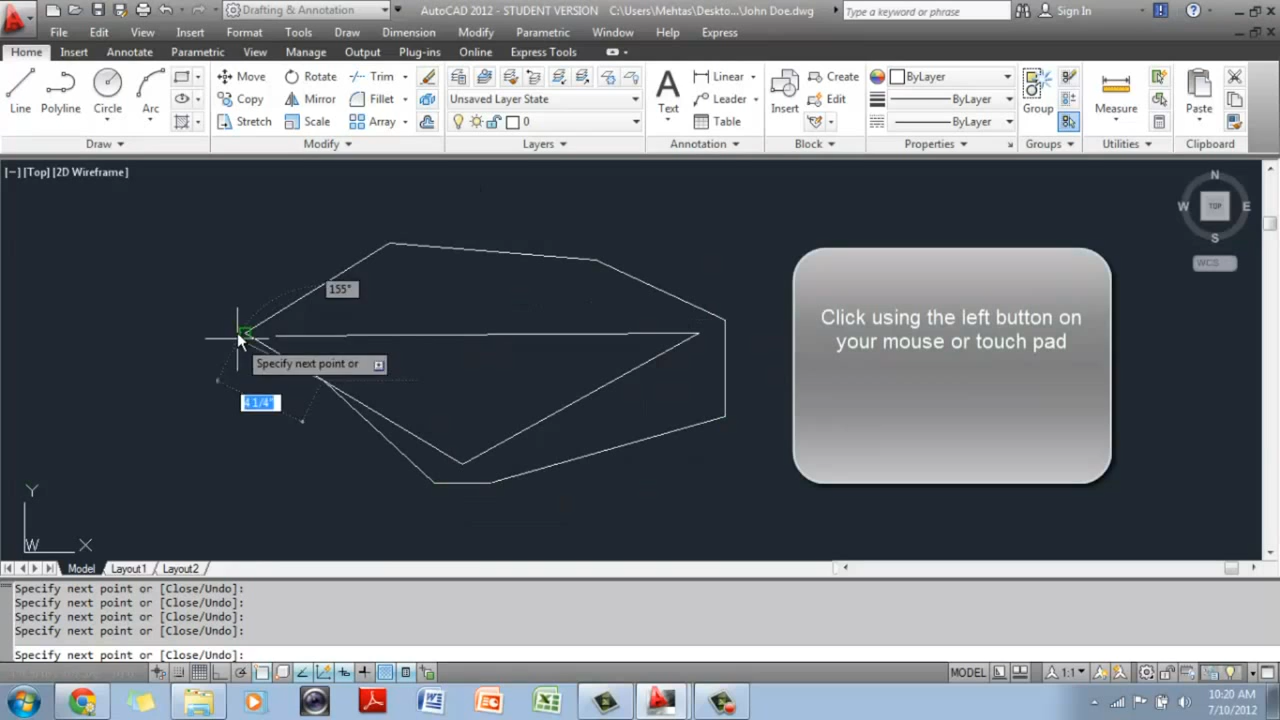 Drafting & Annotation
AutoCAD 2012 - STUDENT VERSION
C:\Users\Mehtas\Deskto...\John Doe.dwg
Type a keyword or phrase
Sign In
File Edit View Insert Format Tools Draw Dimension Modify Parametric Window Help Express
Home Insert Annotate Parametric View Manage Output Plug-ins Online Express Tools
Line Polyline Circle Arc
Move Rotate Trim
Copy Mirror Fillet
Stretch Scale Array
Unsaved Layer State
0
Text
Linear
Leader
Table
Insert
Create
Edit
ByLayer
ByLayer
ByLayer
Group
Measure
Paste
Draw Modify Layers Annotation Block Properties Groups Utilities Clipboard
[−][Top][2D Wireframe]
N
W TOP E
S
WCS
155°
Specify next point or
4 1/4"
Click using the left button on
your mouse or touch pad
Y
W X
Model Layout1 Layout2
Specify next point or [Close/Undo]:
Specify next point or [Close/Undo]:
Specify next point or [Close/Undo]:
Specify next point or [Close/Undo]:
Specify next point or [Close/Undo]:
MODEL
1:1
10:20 AM
7/10/2012